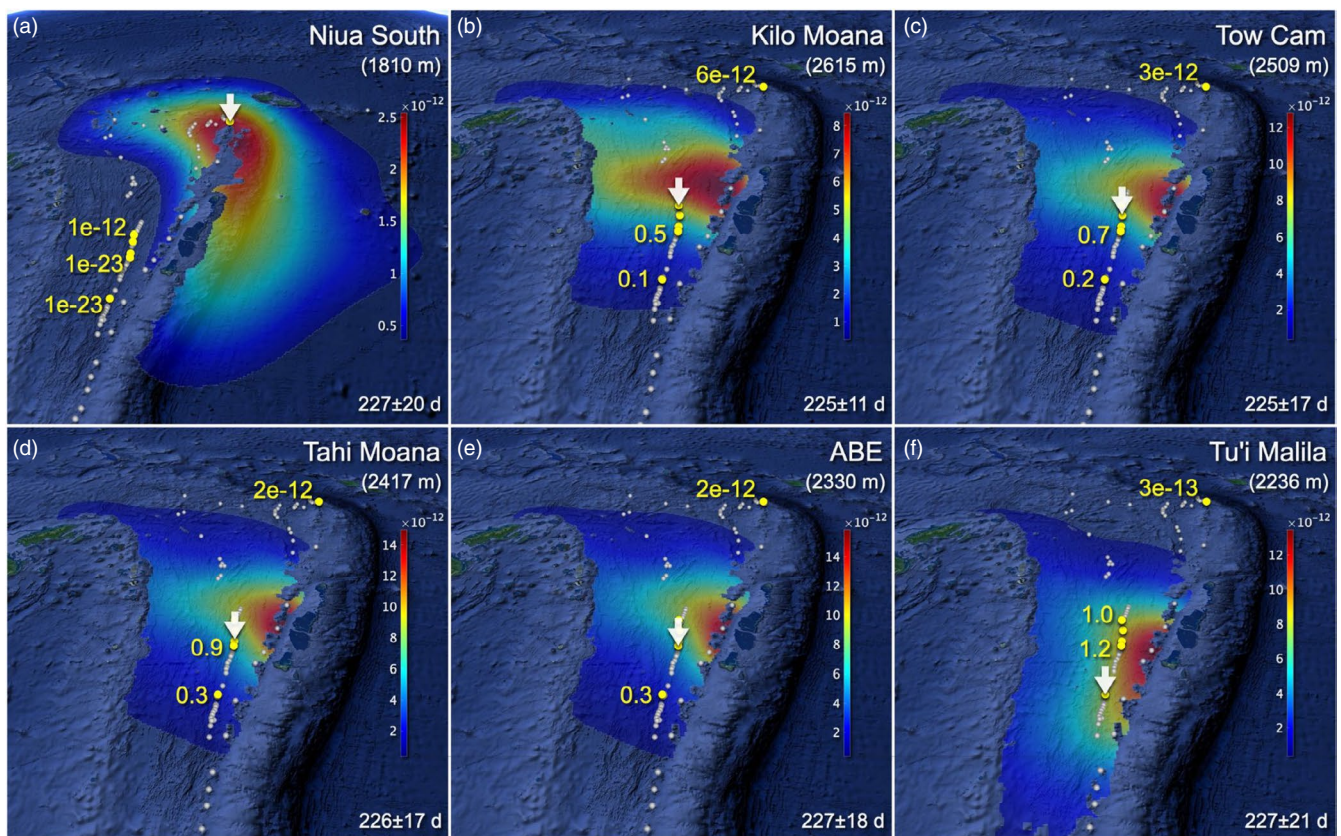 (a)
Niua South
(1810 m)
×10⁻¹²
2.5
2
1.5
1
0.5
1e-12
1e-23
1e-23
227±20 d
(b)
Kilo Moana
(2615 m)
6e-12
×10⁻¹²
8
7
6
5
4
3
2
1
0.5
0.1
225±11 d
(c)
Tow Cam
(2509 m)
3e-12
×10⁻¹²
12
10
8
6
4
2
0.7
0.2
225±17 d
(d)
Tahi Moana
(2417 m)
2e-12
×10⁻¹²
14
12
10
8
6
4
2
0.9
0.3
226±17 d
(e)
ABE
(2330 m)
2e-12
×10⁻¹²
14
12
10
8
6
4
2
0.3
227±18 d
(f)
Tu'i Malila
(2236 m)
3e-13
×10⁻¹²
12
10
8
6
4
2
1.0
1.2
227±21 d